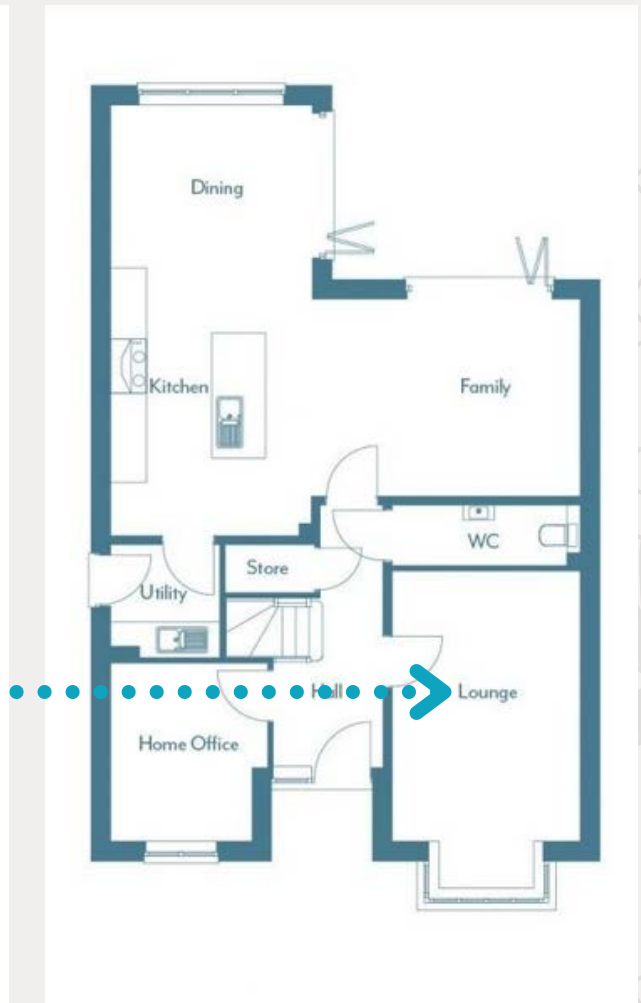 Dining
Kitchen
Family
WC
Store
Utility
Hall
Lounge
Home Office